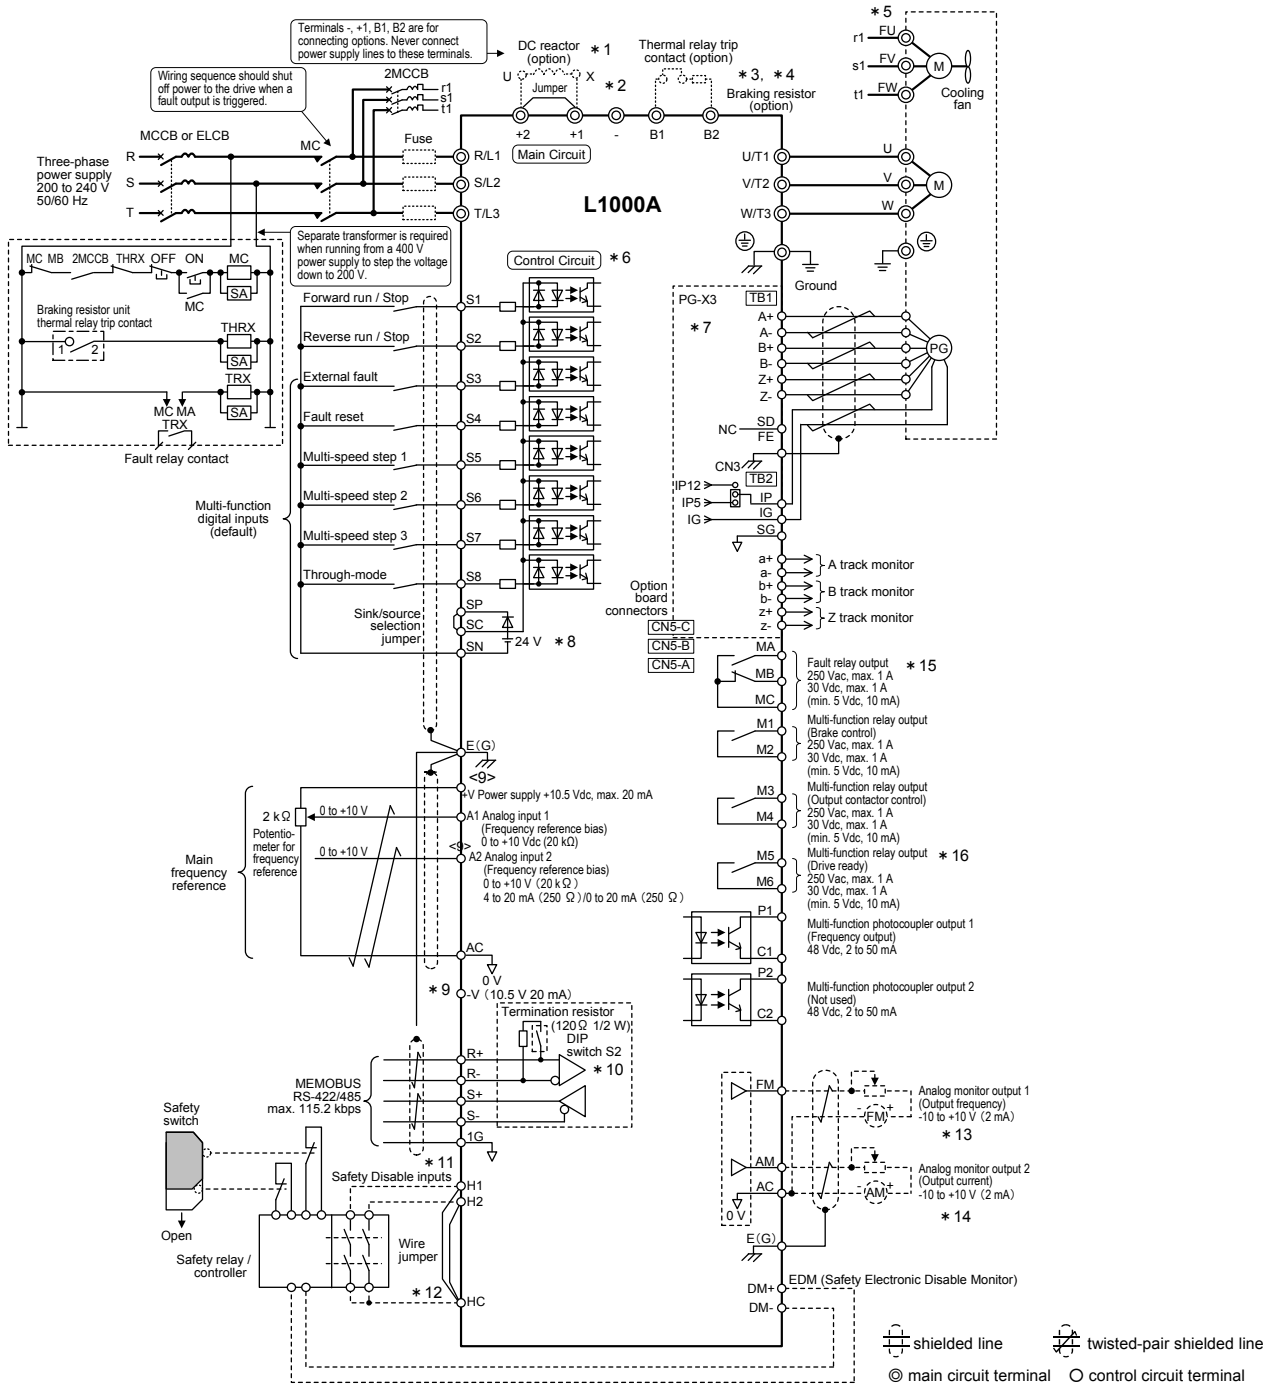 Terminals -, +1, B1, B2 are for
connecting options. Never connect
power supply lines to these terminals.
DC reactor
(option)
*1
U
X
Jumper
*2
Thermal relay trip
contact (option)
*3, *4
Braking resistor
(option)
*5
r1
FU
s1
FV
t1
FW
M
Cooling
fan
Wiring sequence should shut
off power to the drive when a
fault output is triggered.
2MCCB
r1
s1
t1
+2
+1
-
B1
B2
Main Circuit
MCCB or ELCB
MC
Fuse
Three-phase
power supply
200 to 240 V
50/60 Hz
R
S
T
R/L1
S/L2
T/L3
L1000A
U/T1
V/T2
W/T3
U
V
W
M
Ground
Separate transformer is required
when running from a 400 V
power supply to step the voltage
down to 200 V.
MC MB
2MCCB
THRX
OFF
ON
MC
SA
MC
Braking resistor unit
thermal relay trip contact
1
2
THRX
SA
TRX
SA
MC MA
TRX
Fault relay contact
Control Circuit
*6
Forward run / Stop
S1
Reverse run / Stop
S2
External fault
S3
Fault reset
S4
Multi-speed step 1
S5
Multi-speed step 2
S6
Multi-speed step 3
S7
Through-mode
S8
Multi-function
digital inputs
(default)
Sink/source
selection
jumper
SP
SC
SN
24 V
*8
PG-X3
TB1
*7
A+
A-
B+
B-
Z+
Z-
PG
NC
SD
FE
CN3
TB2
IP12
IP5
IG
IP
IG
SG
a+
a-
A track monitor
b+
b-
B track monitor
z+
z-
Z track monitor
Option
board
connectors
CN5-C
CN5-B
CN5-A
MA
MB
MC
Fault relay output
*15
250 Vac, max. 1 A
30 Vdc, max. 1 A
(min. 5 Vdc, 10 mA)
M1
M2
Multi-function relay output
(Brake control)
250 Vac, max. 1 A
30 Vdc, max. 1 A
(min. 5 Vdc, 10 mA)
M3
M4
Multi-function relay output
(Output contactor control)
250 Vac, max. 1 A
30 Vdc, max. 1 A
(min. 5 Vdc, 10 mA)
M5
M6
Multi-function relay output
*16
(Drive ready)
250 Vac, max. 1 A
30 Vdc, max. 1 A
(min. 5 Vdc, 10 mA)
P1
C1
Multi-function photocoupler output 1
(Frequency output)
48 Vdc, 2 to 50 mA
P2
C2
Multi-function photocoupler output 2
(Not used)
48 Vdc, 2 to 50 mA
E(G)
<9>
+V Power supply +10.5 Vdc, max. 20 mA
2 kΩ
0 to +10 V
A1 Analog input 1
(Frequency reference bias)
0 to +10 Vdc (20 kΩ)
Potentio-
meter for
frequency
reference
Main
frequency
reference
0 to +10 V
<9>
A2 Analog input 2
(Frequency reference bias)
0 to +10 V (20 kΩ)
4 to 20 mA (250 Ω)/0 to 20 mA (250 Ω)
AC
0 V
*9
-V (10.5 V 20 mA)
Termination resistor
(120Ω 1/2 W)
DIP
switch S2
*10
R+
R-
S+
S-
1G
MEMOBUS
RS-422/485
max. 115.2 kbps
*11
Safety
switch
Open
Safety relay /
controller
Safety Disable inputs
H1
H2
Wire
jumper
*12
HC
FM
Analog monitor output 1
(Output frequency)
-10 to +10 V (2 mA)
- FM +
*13
AM
AC
0 V
Analog monitor output 2
(Output current)
-10 to +10 V (2 mA)
- AM +
*14
E(G)
DM+
DM-
EDM (Safety Electronic Disable Monitor)
shielded line
twisted-pair shielded line
main circuit terminal
control circuit terminal